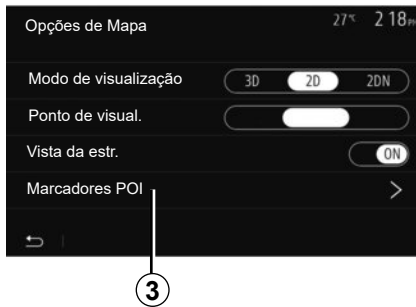 Opções de Mapa 27℃ 2 18 PM
Modo de visualização 3D 2D 2DN
Ponto de visual.
Vista da estr. ON
Marcadores POI
3